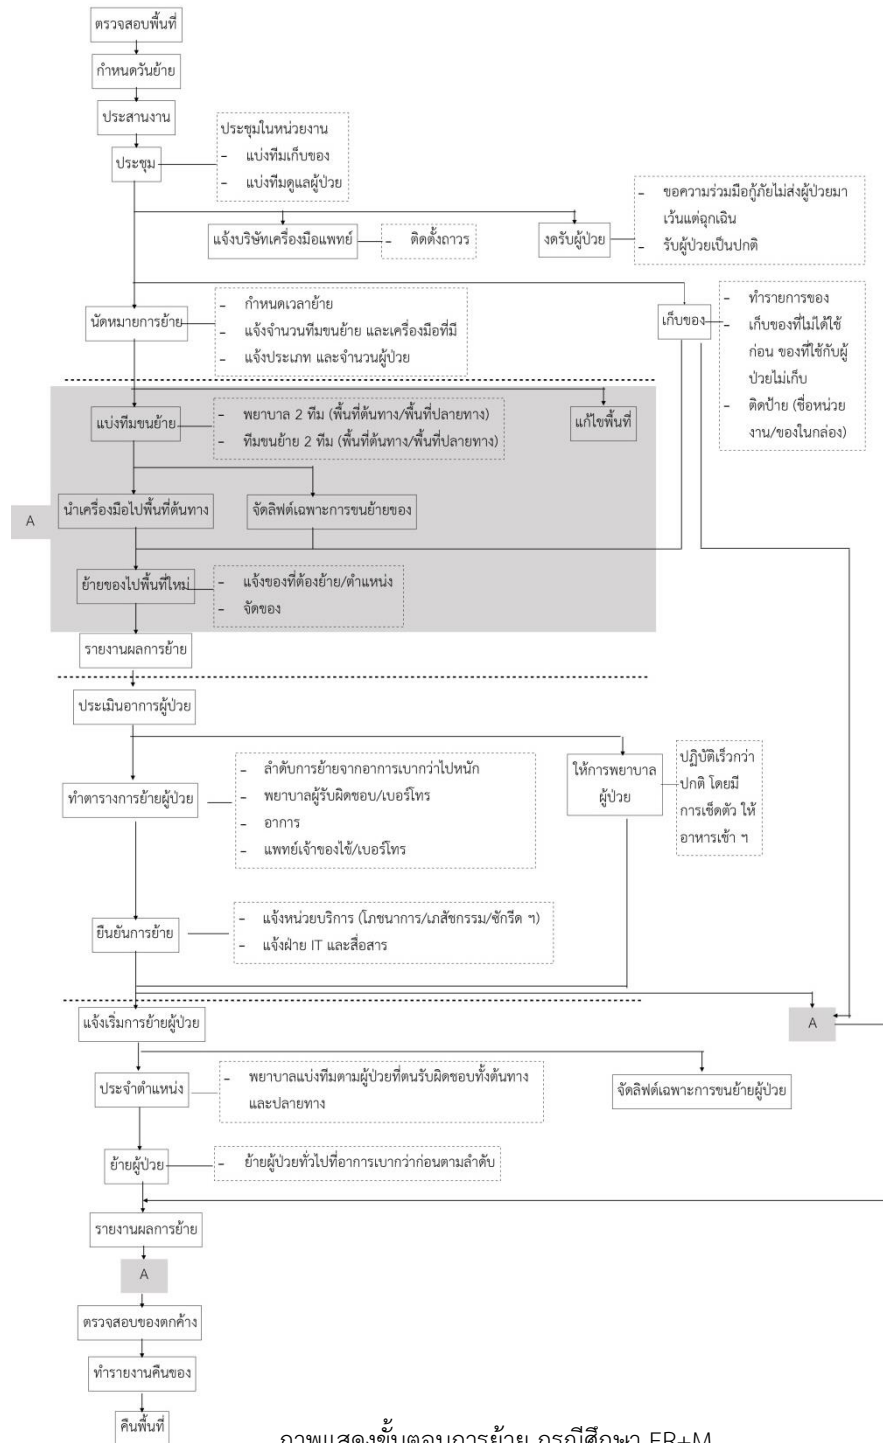 ตรวจสอบพื้นที่
กำหนดวันย้าย
ประสานงาน
ประชุม
ประชุมในหน่วยงาน
- แบ่งทีมเก็บของ
- แบ่งทีมดูแลผู้ป่วย
แจ้งบริษัทเครื่องมือแพทย์
- ติดตั้งถาวร
งดรับผู้ป่วย
- ขอความร่วมมือกู้ภัยไม่ส่งผู้ป่วยมา
เว้นแต่ฉุกเฉิน
- รับผู้ป่วยเป็นปกติ
นัดหมายการย้าย
- กำหนดเวลาย้าย
- แจ้งจำนวนทีมขนย้าย และเครื่องมือที่มี
- แจ้งประเภท และจำนวนผู้ป่วย
เก็บของ
- ทำรายการของ
- เก็บของที่ไม่ได้ใช้
ก่อน ของที่ใช้กับผู้
ป่วยไม่เก็บ
- ติดป้าย (ชื่อหน่วย
งาน/ของในกล่อง)
แบ่งทีมขนย้าย
- พยาบาล 2 ทีม (พื้นที่ต้นทาง/พื้นที่ปลายทาง)
- ทีมขนย้าย 2 ทีม (พื้นที่ต้นทาง/พื้นที่ปลายทาง)
แก้ไขพื้นที่
A
นำเครื่องมือไปพื้นที่ต้นทาง
จัดลิฟต์เฉพาะการขนย้ายของ
ย้ายของไปพื้นที่ใหม่
- แจ้งของที่ต้องย้าย/ตำแหน่ง
- จัดของ
รายงานผลการย้าย
ประเมินอาการผู้ป่วย
ทำตารางการย้ายผู้ป่วย
- ลำดับการย้ายจากอาการเบากว่าไปหนัก
- พยาบาลผู้รับผิดชอบ/เบอร์โทร
- อาการ
- แพทย์เจ้าของไข้/เบอร์โทร
ให้การพยาบาล
ผู้ป่วย
ปฏิบัติเร็วกว่า
ปกติ โดยมี
การเช็ดตัว ให้
อาหารเช้า ฯ
ยืนยันการย้าย
- แจ้งหน่วยบริการ (โภชนาการ/เภสัชกรรม/ซักรีด ฯ)
- แจ้งฝ่าย IT และสื่อสาร
แจ้งเริ่มการย้ายผู้ป่วย
A
ประจำตำแหน่ง
- พยาบาลแบ่งทีมตามผู้ป่วยที่ตนรับผิดชอบทั้งต้นทาง
และปลายทาง
จัดลิฟต์เฉพาะการขนย้ายผู้ป่วย
ย้ายผู้ป่วย
- ย้ายผู้ป่วยทั่วไปที่อาการเบากว่าก่อนตามลำดับ
รายงานผลการย้าย
A
ตรวจสอบของตกค้าง
ทำรายงานคืนของ
คืนพื้นที่
ภาพแสดงขั้นตอนการย้าย กรณีศึกษา ER+M